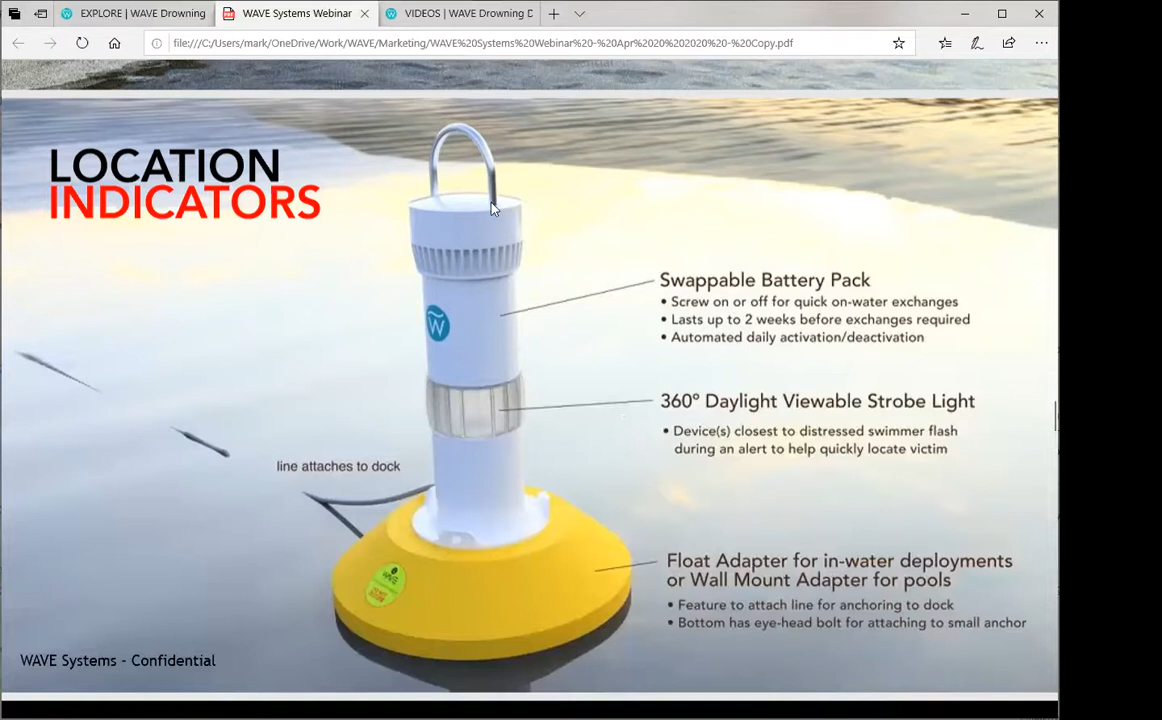 EXPLORE | WAVE Drowning
WAVE Systems Webinar
VIDEOS | WAVE Drowning D
file:///C:/Users/mark/OneDrive/Work/WAVE/Marketing/WAVE%20Systems%20Webinar%20-%20Apr%2020%202020%20-%20Copy.pdf
LOCATION
INDICATORS
Swappable Battery Pack
• Screw on or off for quick on-water exchanges
• Lasts up to 2 weeks before exchanges required
• Automated daily activation/deactivation
W
360º Daylight Viewable Strobe Light
• Device(s) closest to distressed swimmer flash
during an alert to help quickly locate victim
line attaches to dock
Float Adapter for in-water deployments
or Wall Mount Adapter for pools
• Feature to attach line for anchoring to dock
• Bottom has eye-head bolt for attaching to small anchor
WAVE
WAVE Systems - Confidential